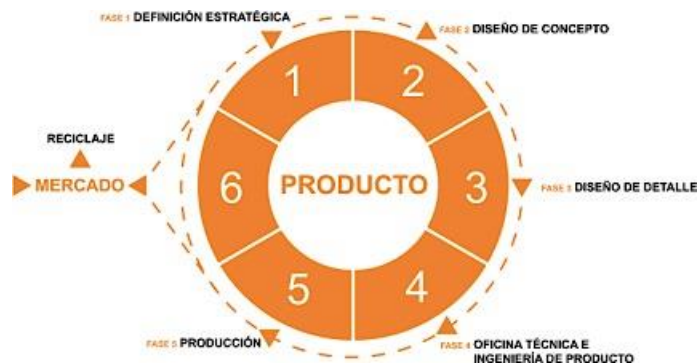 FASE 1 DEFINICIÓN ESTRATÉGICA
FASE 2 DISEÑO DE CONCEPTO
1
2
RECICLAJE
MERCADO
6
PRODUCTO
3
FASE 3 DISEÑO DE DETALLE
5
4
FASE 5 PRODUCCIÓN
FASE 4 OFICINA TÉCNICA E
INGENIERÍA DE PRODUCTO